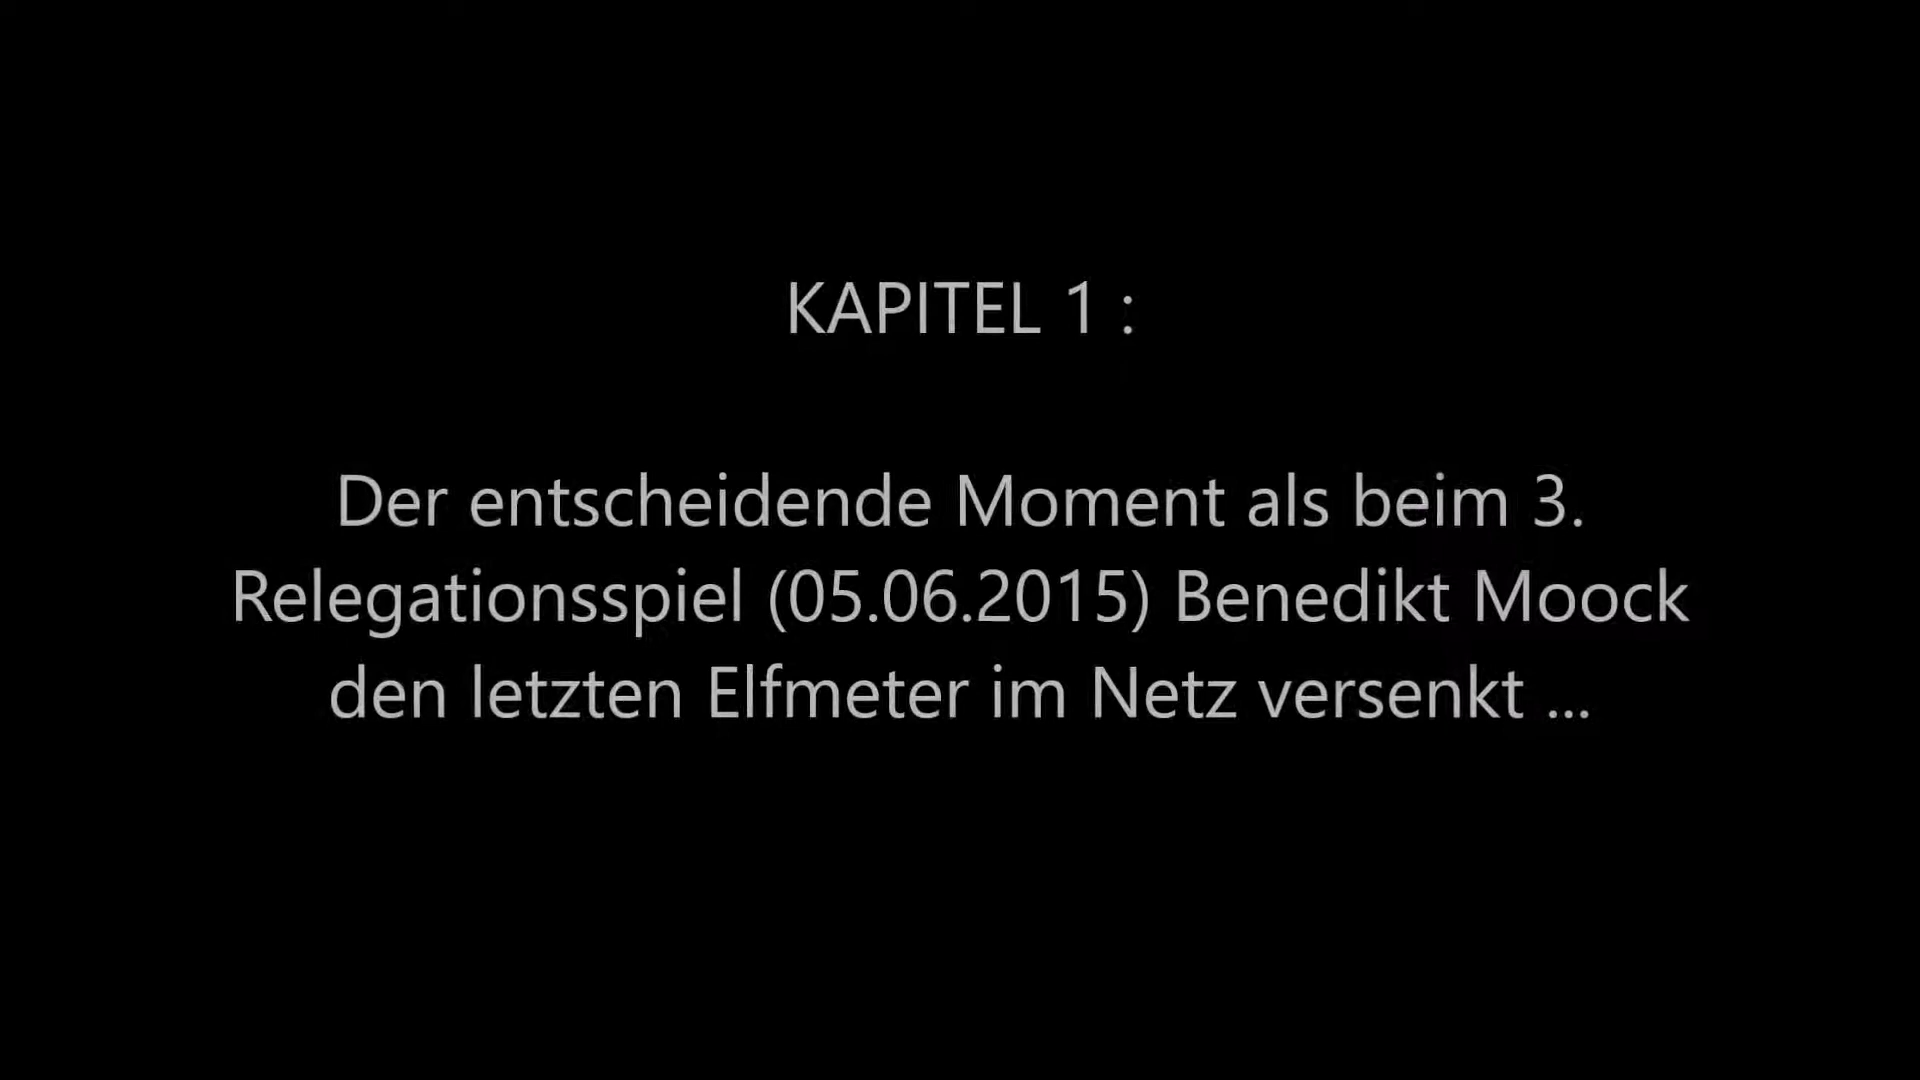 KAPITEL 1 :
Der entscheidende Moment als beim 3.
Relegationsspiel (05.06.2015) Benedikt Moock
den letzten Elfmeter im Netz versenkt ...